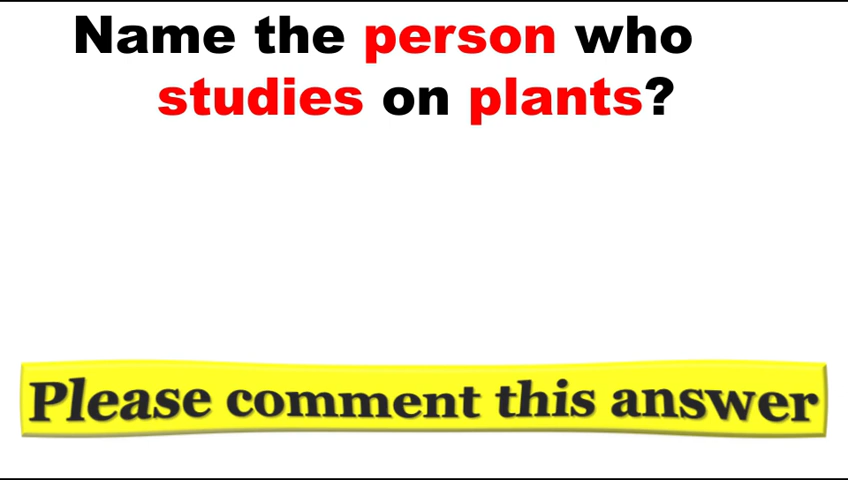 Name the person who
studies on plants?
Please comment this answer